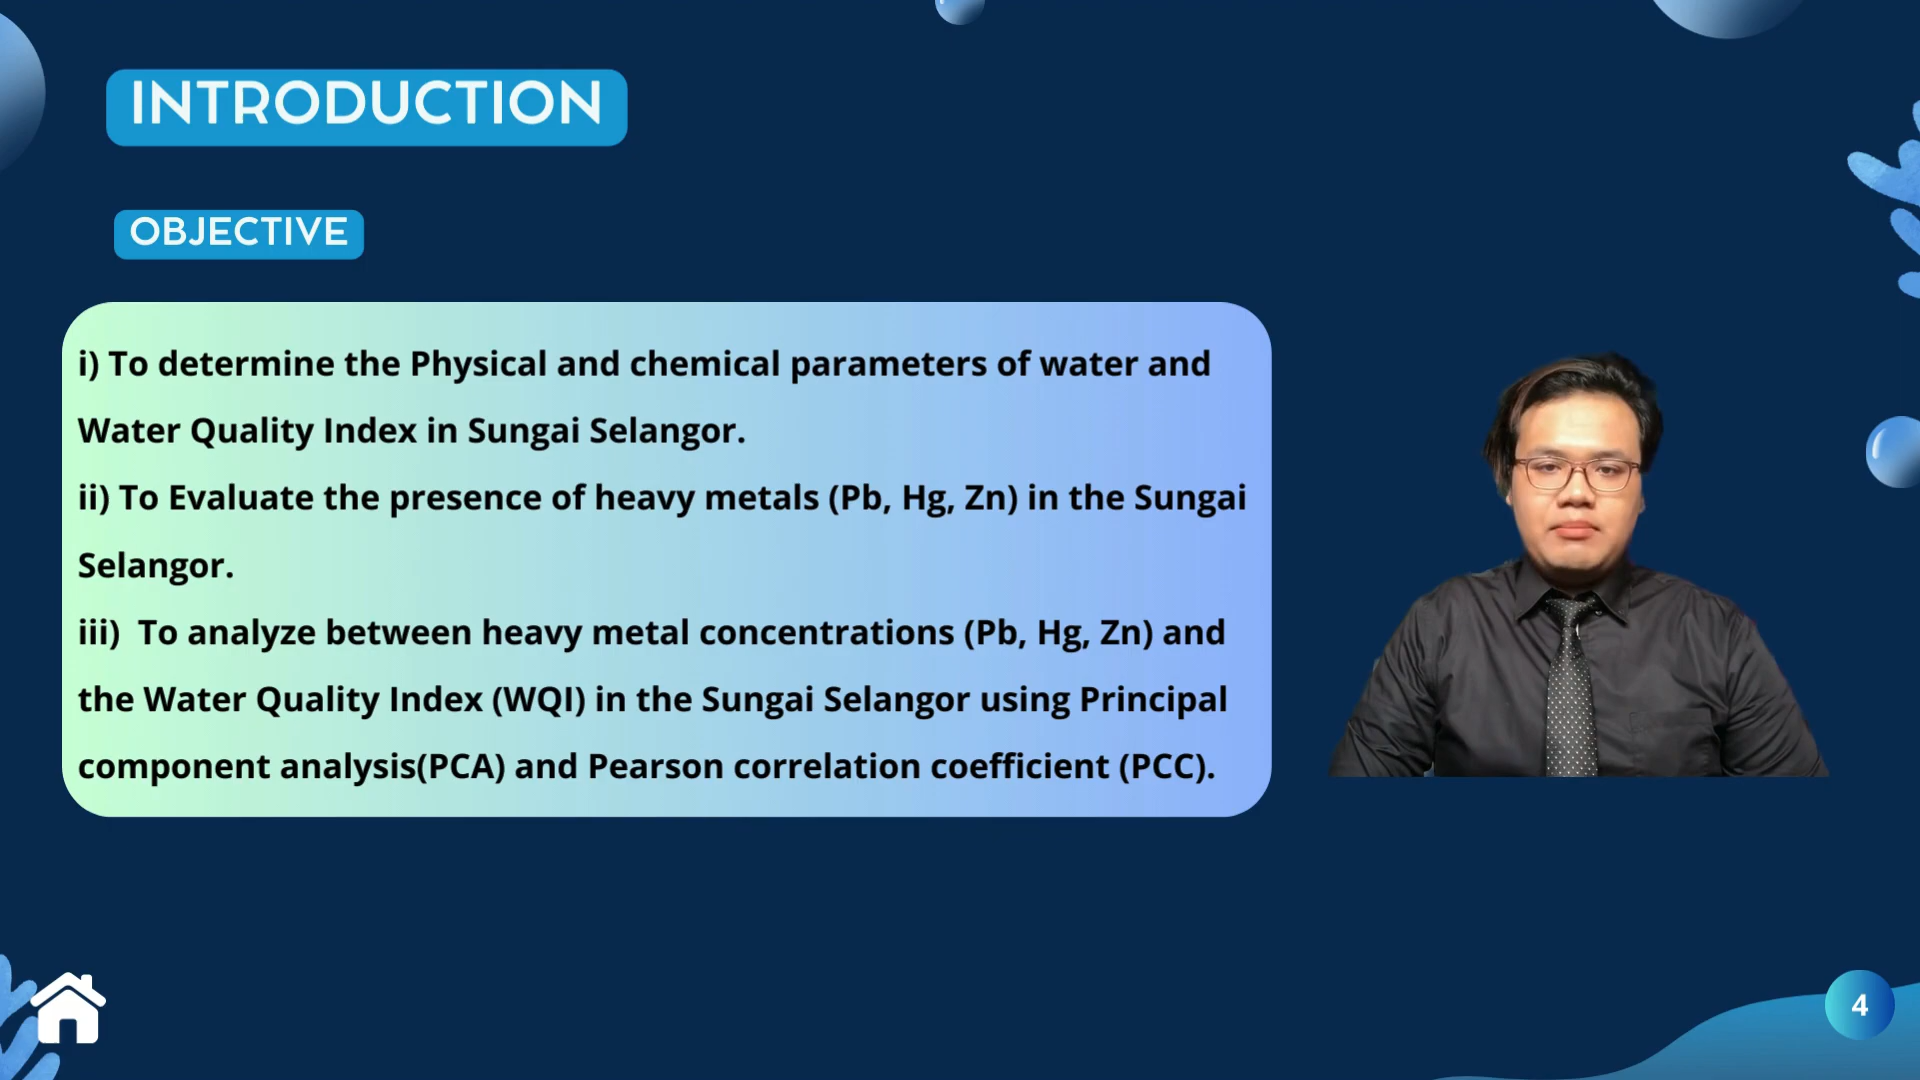 INTRODUCTION
OBJECTIVE
i) To determine the Physical and chemical parameters of water and
Water Quality Index in Sungai Selangor.
ii) To Evaluate the presence of heavy metals (Pb, Hg, Zn) in the Sungai
Selangor.
iii)  To analyze between heavy metal concentrations (Pb, Hg, Zn) and
the Water Quality Index (WQI) in the Sungai Selangor using Principal
component analysis(PCA) and Pearson correlation coefficient (PCC).
4